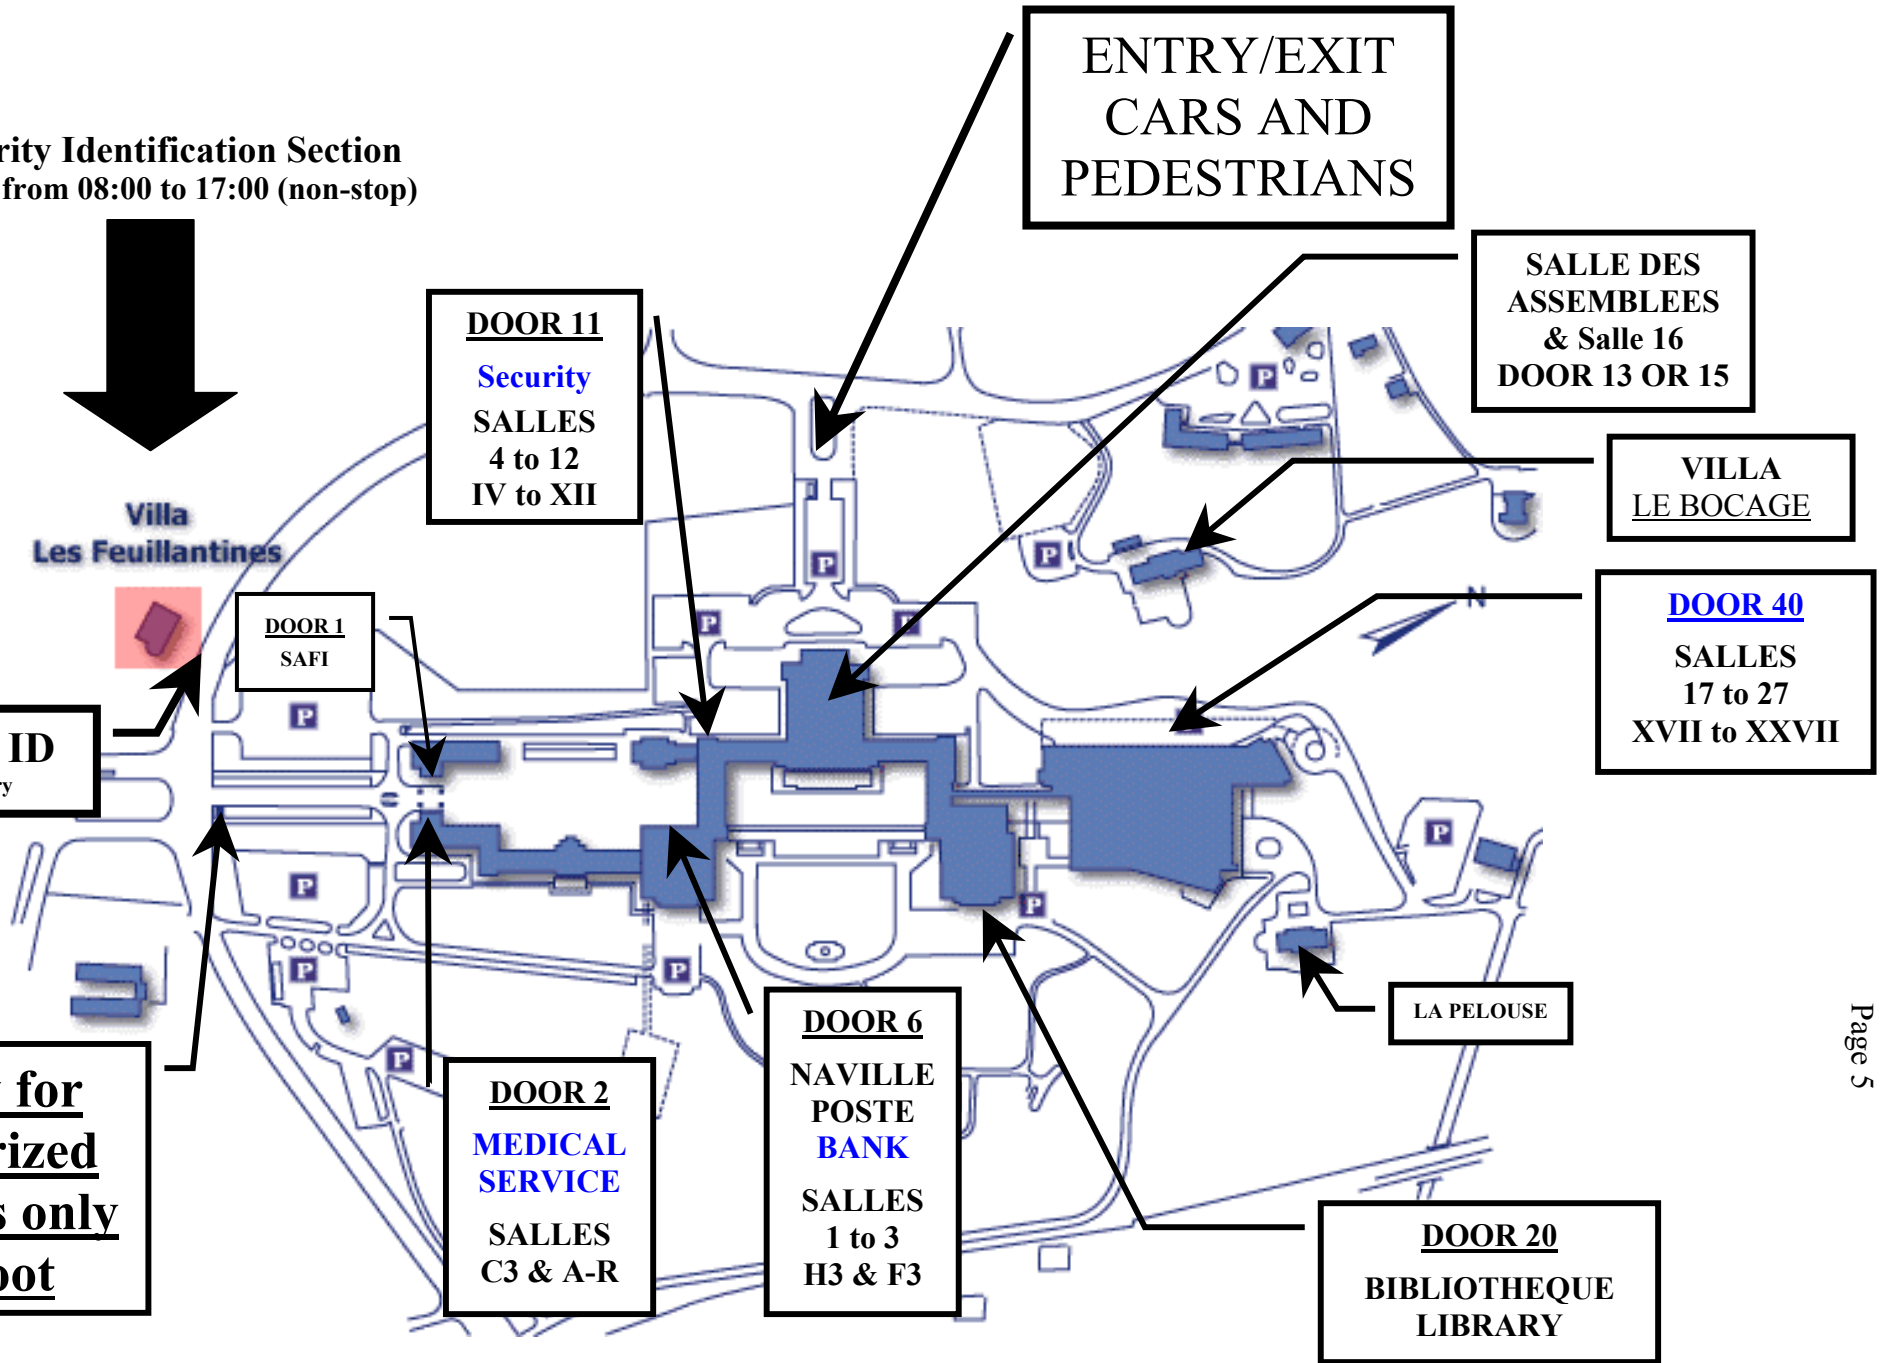 ENTRY/EXIT
CARS AND
PEDESTRIANS
Identification Section
from 08:00 to 17:00 (non-stop)
SALLE DES
ASSEMBLEES
& Salle 16
DOOR 13 OR 15
DOOR 11
Security
SALLES
4 to 12
IV to XII
VILLA
LE BOCAGE
Villa
Les Feuillantines
DOOR 1
SAFI
N
DOOR 40
SALLES
17 to 27
XVII to XXVII
ID
P
P
P
P
P
P
P
P
P
P
P
P
P
LA PELOUSE
Page 5
for
only
DOOR 2
MEDICAL
SERVICE
SALLES
C3 & A-R
DOOR 6
NAVILLE
POSTE
BANK
SALLES
1 to 3
H3 & F3
DOOR 20
BIBLIOTHEQUE
LIBRARY